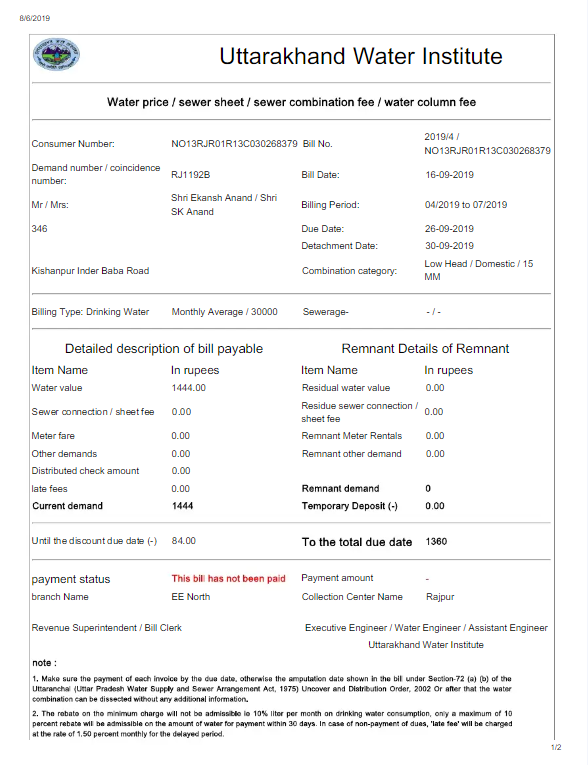 8/6/2019
Uttarakhand Water Institute
Water price / sewer sheet / sewer combination fee / water column fee
Consumer Number: NO13RJR01R13C030268379 Bill No. 2019/4 /
NO13RJR01R13C030268379
Demand number / coincidence
number: RJ1192B Bill Date: 16-09-2019
Mr / Mrs: Shri Ekansh Anand / Shri
SK Anand Billing Period: 04/2019 to 07/2019
346 Due Date: 26-09-2019
Detachment Date: 30-09-2019
Kishanpur Inder Baba Road Combination category: Low Head / Domestic / 15
MM
Billing Type: Drinking Water Monthly Average / 30000 Sewerage- - / -
Detailed description of bill payable Remnant Details of Remnant
Item Name In rupees Item Name In rupees
Water value 1444.00 Residual water value 0.00
Sewer connection / sheet fee 0.00 Residue sewer connection /
sheet fee 0.00
Meter fare 0.00 Remnant Meter Rentals 0.00
Other demands 0.00 Remnant other demand 0.00
Distributed check amount 0.00
late fees 0.00 Remnant demand 0
Current demand 1444 Temporary Deposit (-) 0.00
Until the discount due date (-) 84.00 To the total due date 1360
payment status This bill has not been paid Payment amount -
branch Name EE North Collection Center Name Rajpur
Revenue Superintendent / Bill Clerk Executive Engineer / Water Engineer / Assistant Engineer
Uttarakhand Water Institute
note :
1. Make sure the payment of each invoice by the due date, otherwise the amputation date shown in the bill under Section-72 (a) (b) of the
Uttaranchal (Uttar Pradesh Water Supply and Sewer Arrangement Act, 1975) Uncover and Distribution Order, 2002 Or after that the water
combination can be dissected without any additional information.
2. The rebate on the minimum charge will not be admissible ie 10% liter per month on drinking water consumption, only a maximum of 10
percent rebate will be admissible on the amount of water for payment within 30 days. In case of non-payment of dues, 'late fee' will be charged
at the rate of 1.50 percent monthly for the delayed period.
1/2